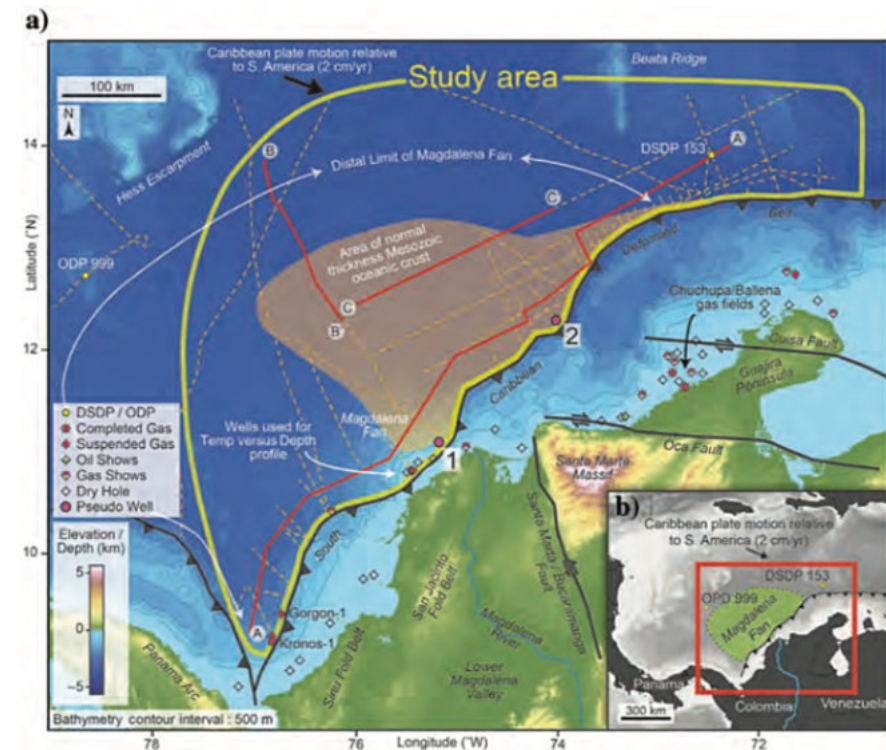 a)
Caribbean plate motion relative
to S. America (2 cm/yr)
Beata Ridge
100 km
Study area
N
14
DSDP 153
A
B
Hess Escarpment
Distal Limit of Magdalena Fan
C
Belt
Deformed
Area of normal
thickness Mesozoic
oceanic crust
ODP 999
Latitude (°N)
Chuchupa/Ballena
gas fields
C
B
12
2
Cuisa Fault
Guajira
Peninsula
Caribbean
DSDP / ODP
Completed Gas
Suspended Gas
Oil Shows
Gas Shows
Dry Hole
Pseudo Well
Wells used for
Temp versus Depth
profile
Magdalena
Fan
1
Oca Fault
Santa Marta
Massif
10
Elevation /
Depth (km)
5
0
-5
South
Santa Marta / Bucaramanga
Fault
San Jacinto
Fold Belt
Magdalena
River
Gorgon-1
A
Kronos-1
Sinu Fold Belt
Panama Arc
Lower
Magdalena
Valley
Bathymetry contour interval : 500 m
78
76
Longitude (°W)
74
72
b)
Caribbean plate motion relative
to S. America (2 cm/yr)
DSDP 153
OPD 999
Magdalena
Fan
Panama
300 km
Colombia
Venezuela